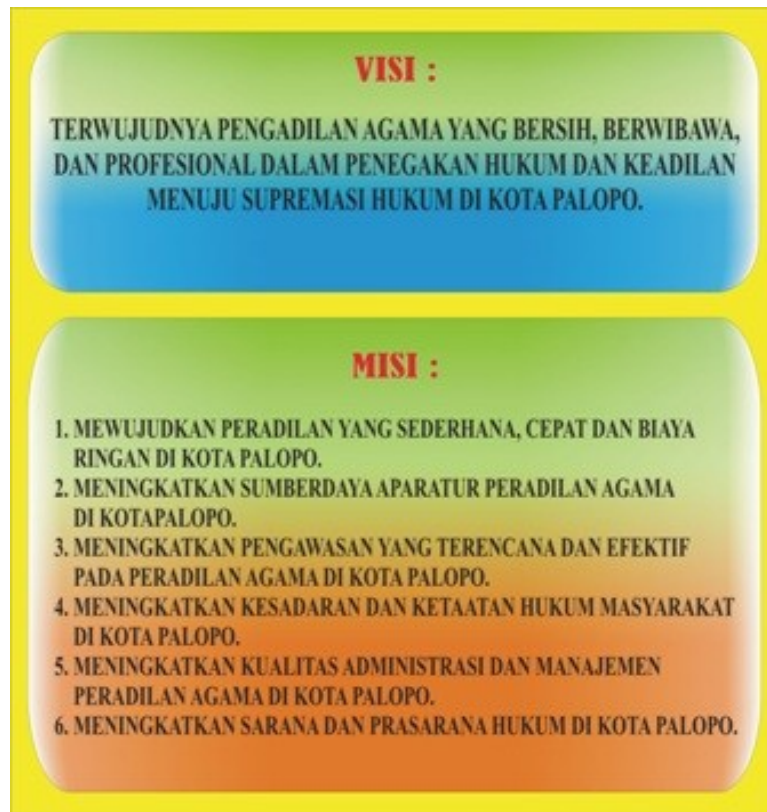 VISI :
TERWUJUDNYA PENGADILAN AGAMA YANG BERSIH, BERWIBAWA,
DAN PROFESIONAL DALAM PENEGAKAN HUKUM DAN KEADILAN
MENUJU SUPREMASI HUKUM DI KOTA PALOPO.
MISI :
1. MEWUJUDKAN PERADILAN YANG SEDERHANA, CEPAT DAN BIAYA
RINGAN DI KOTA PALOPO.
2. MENINGKATKAN SUMBERDAYA APARATUR PERADILAN AGAMA
DI KOTAPALOPO.
3. MENINGKATKAN PENGAWASAN YANG TERENCANA DAN EFEKTIF
PADA PERADILAN AGAMA DI KOTA PALOPO.
4. MENINGKATKAN KESADARAN DAN KETAATAN HUKUM MASYARAKAT
DI KOTA PALOPO.
5. MENINGKATKAN KUALITAS ADMINISTRASI DAN MANAJEMEN
PERADILAN AGAMA DI KOTA PALOPO.
6. MENINGKATKAN SARANA DAN PRASARANA HUKUM DI KOTA PALOPO.